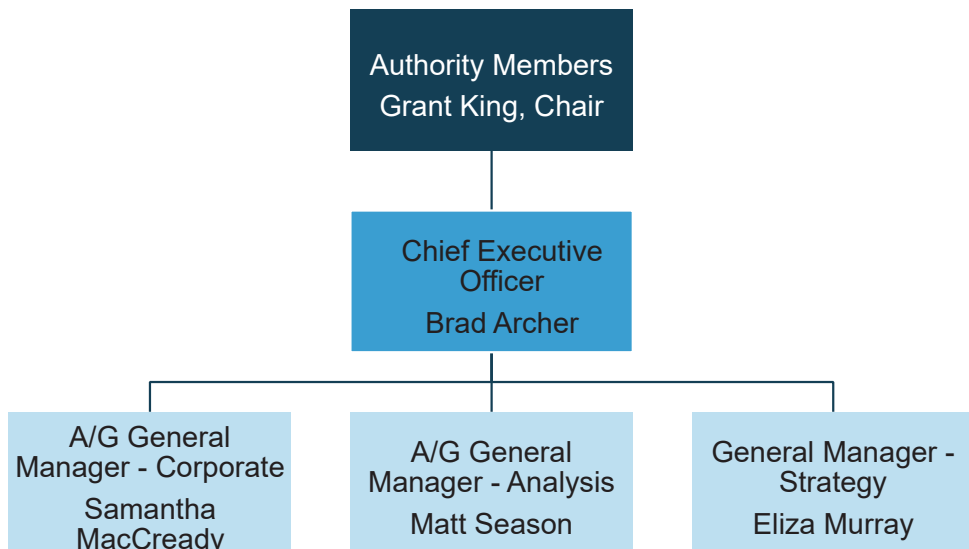 Authority Members
Grant King, Chair
Chief Executive
Officer
Brad Archer
A/G General
Manager - Corporate
Samantha
MacCready
A/G General
Manager - Analysis
Matt Season
General Manager -
Strategy
Eliza Murray